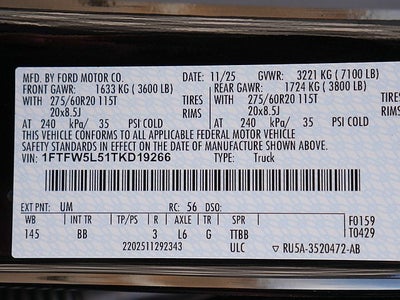 MFD. BY FORD MOTOR CO. DATE: 11/25 GVWR: 3221 KG ( 7100 LB)
FRONT GAWR: 1633 KG ( 3600 LB) REAR GAWR: 1724 KG ( 3800 LB)
WITH 275/60R20 115T TIRES WITH 275/60R20 115T TIRES
20x8.5J RIMS 20x8.5J RIMS
AT 240 kPa/ 35 PSI COLD AT 240 kPa/ 35 PSI COLD
THIS VEHICLE CONFORMS TO ALL APPLICABLE FEDERAL MOTOR VEHICLE
SAFETY STANDARDS IN EFFECT ON THE DATE OF MANUFACTURE SHOWN ABOVE.
VIN: 1FTFW5L51TKD19266 TYPE: Truck
EXT PNT: UM RC: 56 DSO: F0159
WB INT TR TP/PS R AXLE TR SPR T0429
145 BB 3 L6 G TTBB
2202511292343 ULC ▽ RU5A-3520472-AB